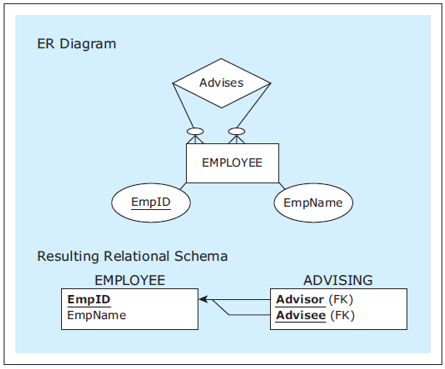 ER Diagram
Advises
EMPLOYEE
EmpID
EmpName
Resulting Relational Schema
EMPLOYEE
ADVISING
EmpID
EmpName
Advisor (FK)
Advisee (FK)